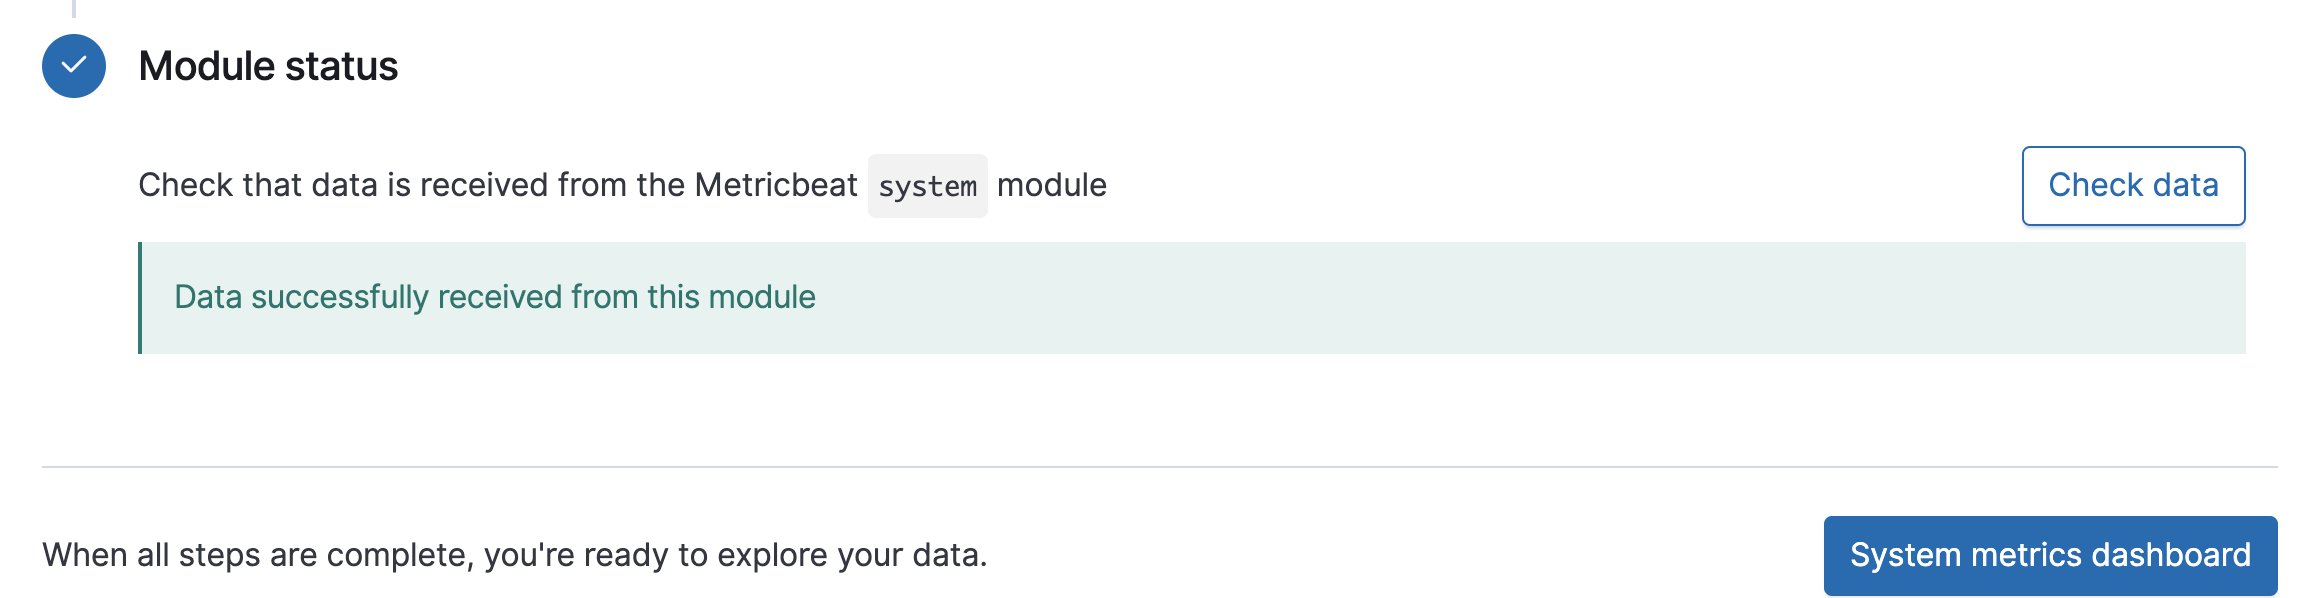 Module status
Check that data is received from the Metricbeat system module
Check data
Data successfully received from this module
When all steps are complete, you're ready to explore your data.
System metrics dashboard